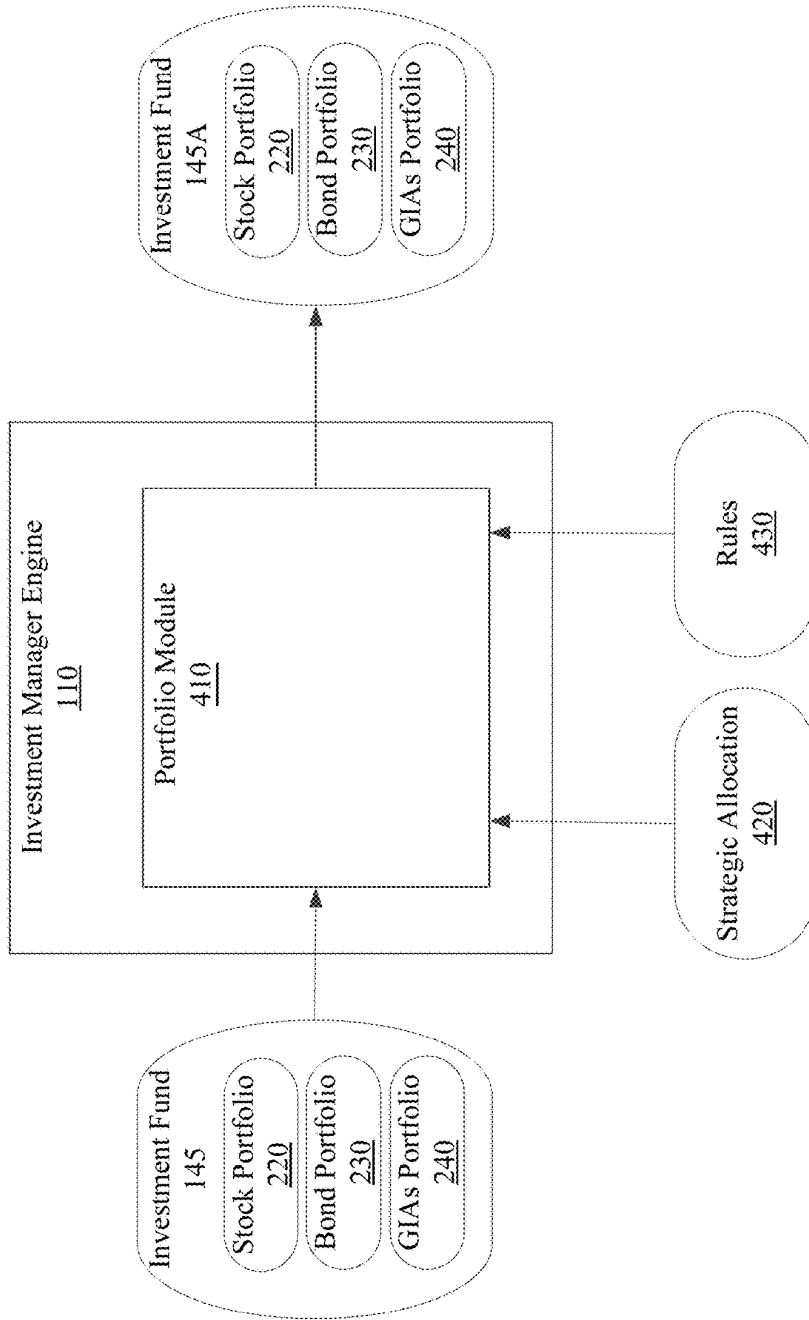 Investment Fund
145
Stock Portfolio
220
Bond Portfolio
230
GIAs Portfolio
240
Investment Manager Engine
110
Portfolio Module
410
Strategic Allocation
420
Rules
430
Investment Fund
145A
Stock Portfolio
220
Bond Portfolio
230
GIAs Portfolio
240